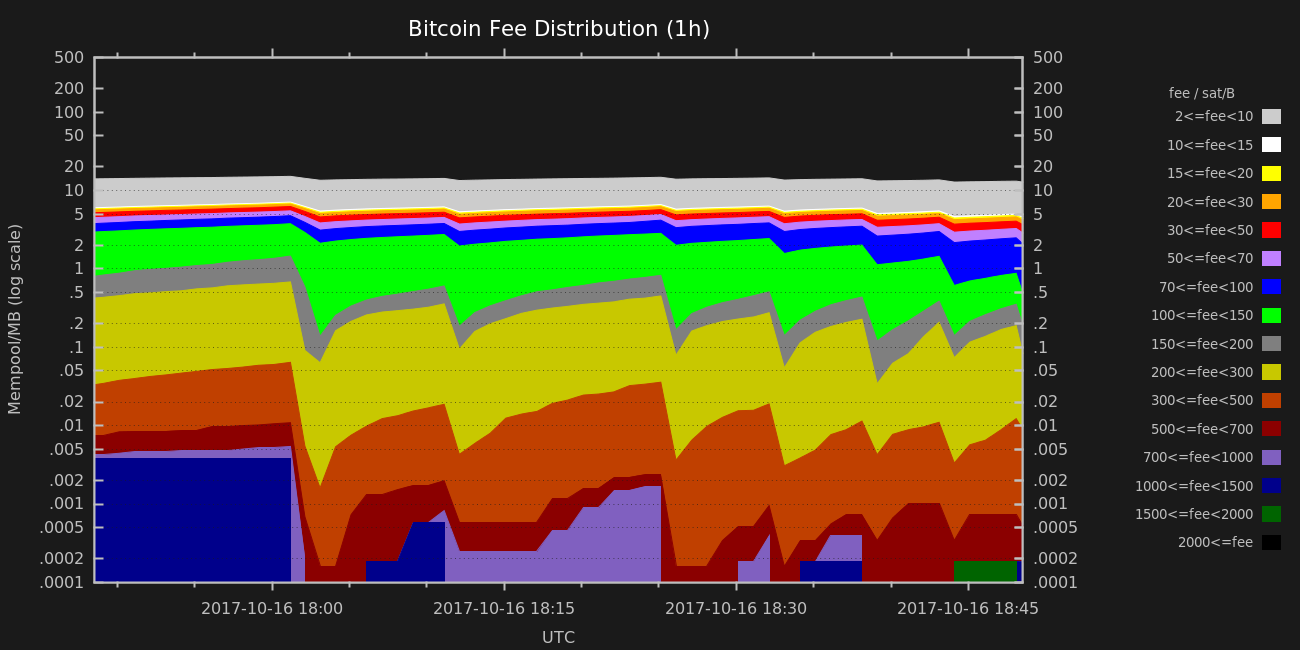 Bitcoin Fee Distribution (1h)
500
200
100
50
20
10
5
2
1
.5
.2
.1
.05
.02
.01
.005
.002
.001
.0005
.0002
.0001
Mempool/MB (log scale)
500
200
100
50
20
10
5
2
1
.5
.2
.1
.05
.02
.01
.005
.002
.001
.0005
.0002
.0001
2017-10-16 18:00
2017-10-16 18:15
2017-10-16 18:30
2017-10-16 18:45
UTC
fee / sat/B
2<=fee<10
10<=fee<15
15<=fee<20
20<=fee<30
30<=fee<50
50<=fee<70
70<=fee<100
100<=fee<150
150<=fee<200
200<=fee<300
300<=fee<500
500<=fee<700
700<=fee<1000
1000<=fee<1500
1500<=fee<2000
2000<=fee